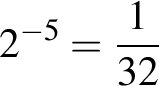 2^{-5} = \frac{1}{32}